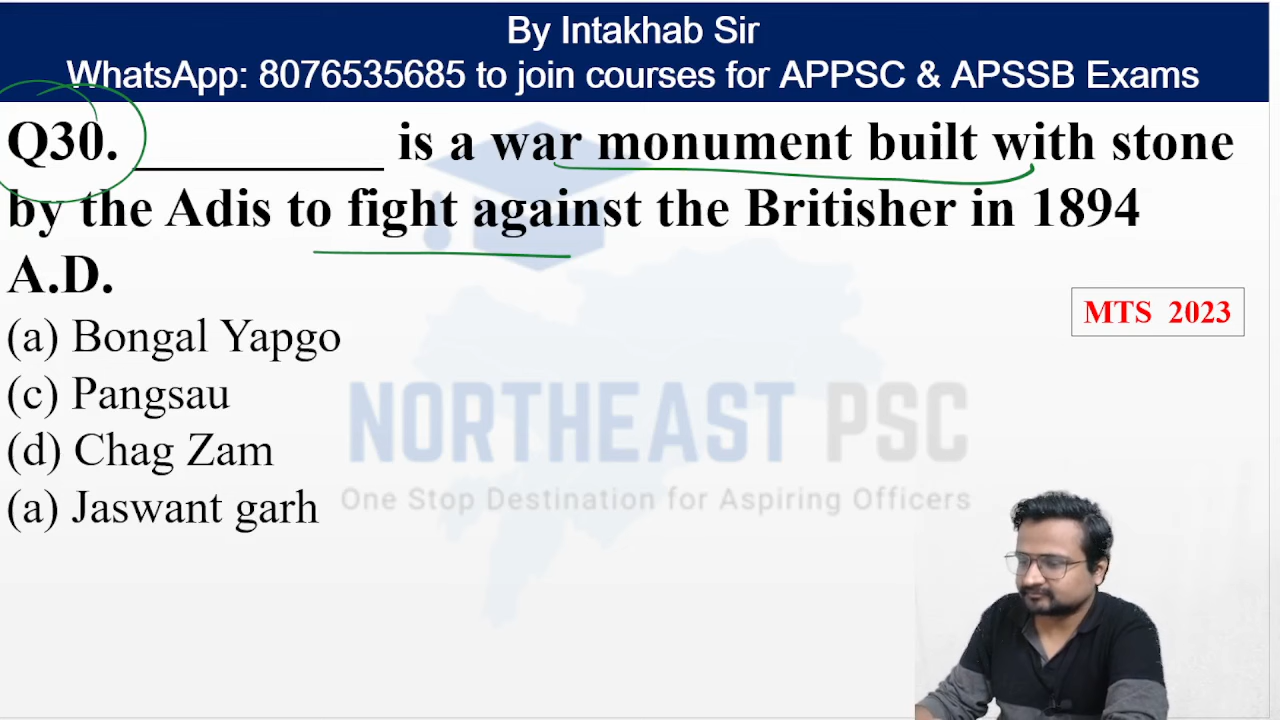 By Intakhab Sir
WhatsApp: 8076535685 to join courses for APPSC & APSSB Exams
Q30. ____________ is a war monument built with stone
by the Adis to fight against the Britisher in 1894
A.D.
MTS 2023
(a) Bongal Yapgo
(c) Pangsau
(d) Chag Zam
(a) Jaswant garh
NORTHEAST PSC
One Stop Destination for Aspiring Officers